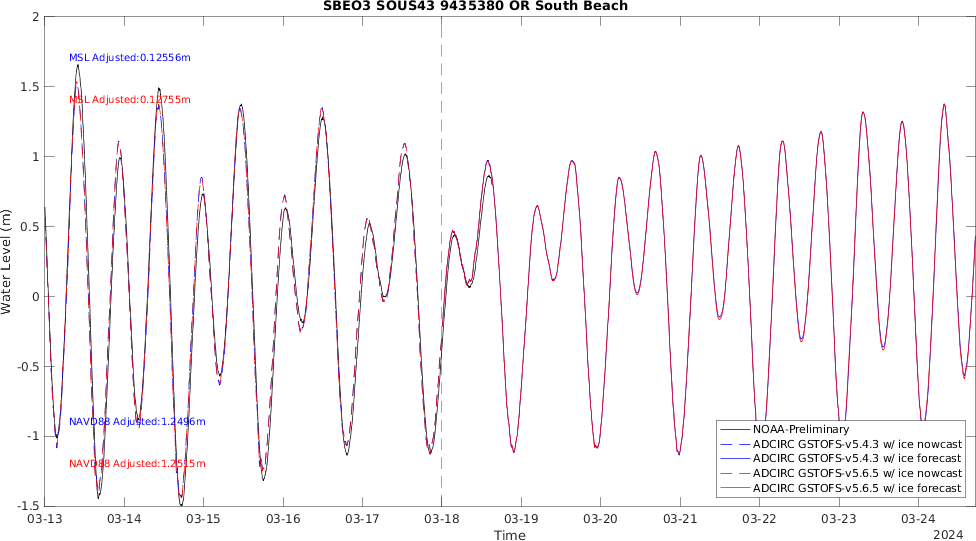 SBEO3 SOUS43 9435380 OR South Beach
2
MSL Adjusted:0.12556m
1.5
MSL Adjusted:0.12755m
1
0.5
Water Level (m)
0
-0.5
NAVD88 Adjusted:1.2496m
-1
NAVD88 Adjusted:1.2515m
-1.5
NOAA-Preliminary
ADCIRC GSTOFS-v5.4.3 w/ ice nowcast
ADCIRC GSTOFS-v5.4.3 w/ ice forecast
ADCIRC GSTOFS-v5.6.5 w/ ice nowcast
ADCIRC GSTOFS-v5.6.5 w/ ice forecast
03-13 03-14 03-15 03-16 03-17 03-18 03-19 03-20 03-21 03-22 03-23 03-24
Time
2024